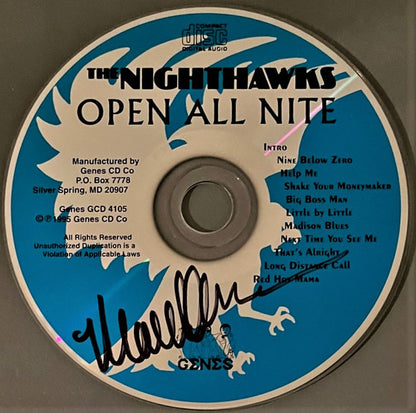 COMPACT
disc
DIGITAL AUDIO
THE NIGHTHAWKS
OPEN ALL NITE
Manufactured by
Genes CD Co
P.O. Box 7778
Silver Spring, MD 20907
Genes GCD 4105
©℗1995 Genes CD Co
All Rights Reserved
Unauthorized Duplication is a
Violation of Applicable Laws
Intro
Nine Below Zero
Help Me
Shake Your Moneymaker
Big Boss Man
Little by Little
Madison Blues
Next Time You See Me
That's Alright
Long Distance Call
Red Hot Mama
GENES